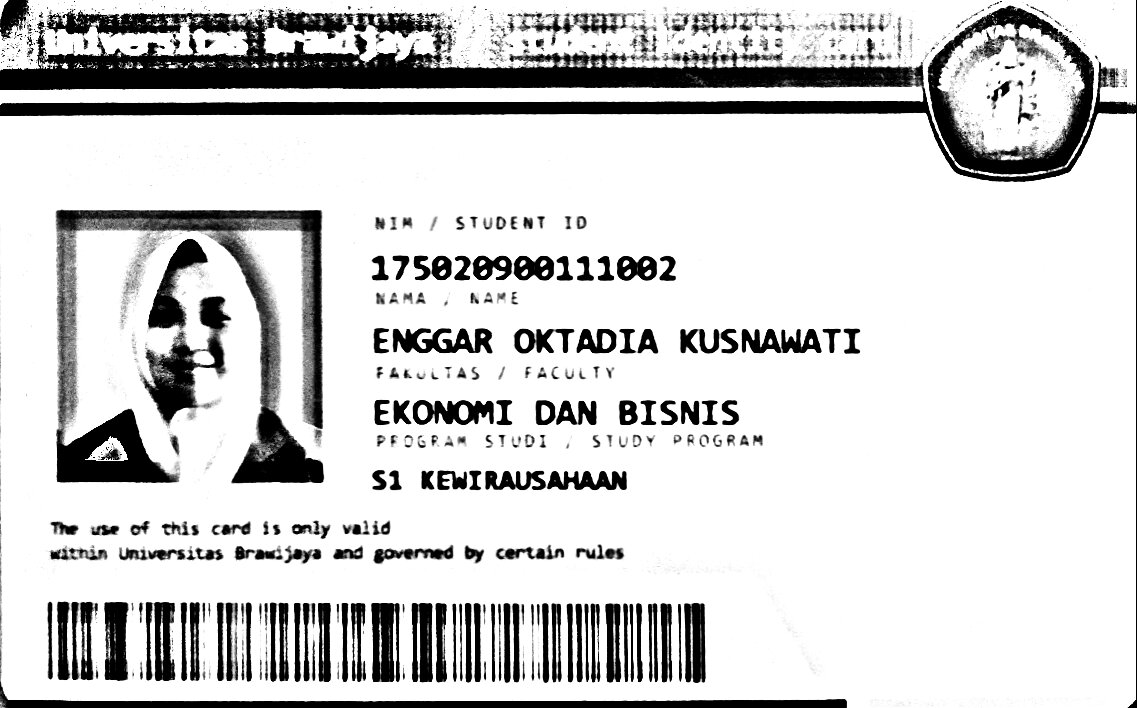 Universitas Brawijaya / Student Identity Card
NIM / STUDENT ID
175020900111002
NAMA / NAME
ENGGAR OKTADIA KUSNAWATI
FAKULTAS / FACULTY
EKONOMI DAN BISNIS
PROGRAM STUDI / STUDY PROGRAM
S1 KEWIRAUSAHAAN
The use of this card is only valid
within Universitas Brawijaya and governed by certain rules